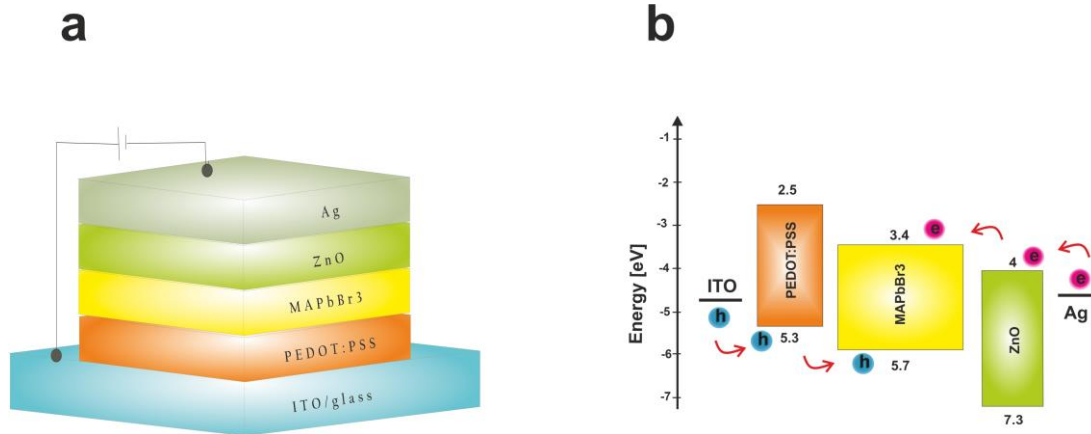 a
Ag
ZnO
MAPbBr3
PEDOT:PSS
ITO/glass
b
Energy [eV]
-1
-2
-3
-4
-5
-6
-7
ITO
h
2.5
PEDOT:PSS
5.3
h
3.4
e
MAPbBr3
5.7
h
4
e
ZnO
7.3
e
Ag